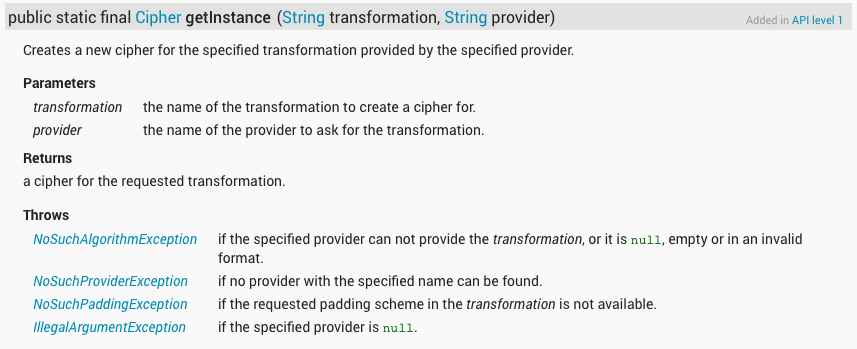 public static final Cipher getInstance (String transformation, String provider)
Added in API level 1
Creates a new cipher for the specified transformation provided by the specified provider.
Parameters
transformation the name of the transformation to create a cipher for.
provider the name of the provider to ask for the transformation.
Returns
a cipher for the requested transformation.
Throws
NoSuchAlgorithmException if the specified provider can not provide the transformation, or it is null, empty or in an invalid
format.
NoSuchProviderException if no provider with the specified name can be found.
NoSuchPaddingException if the requested padding scheme in the transformation is not available.
IllegalArgumentException if the specified provider is null.